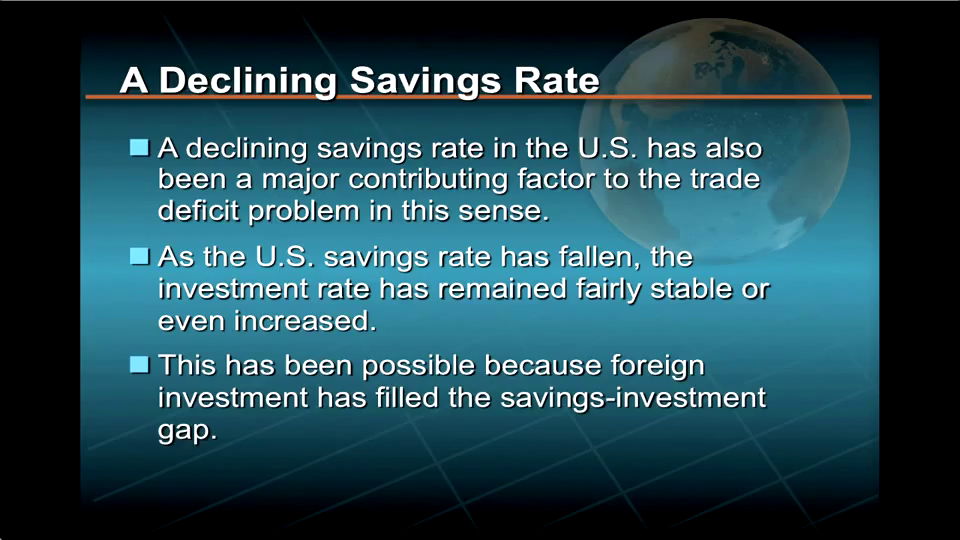 A Declining Savings Rate
A declining savings rate in the U.S. has also
been a major contributing factor to the trade
deficit problem in this sense.
As the U.S. savings rate has fallen, the
investment rate has remained fairly stable or
even increased.
This has been possible because foreign
investment has filled the savings-investment
gap.